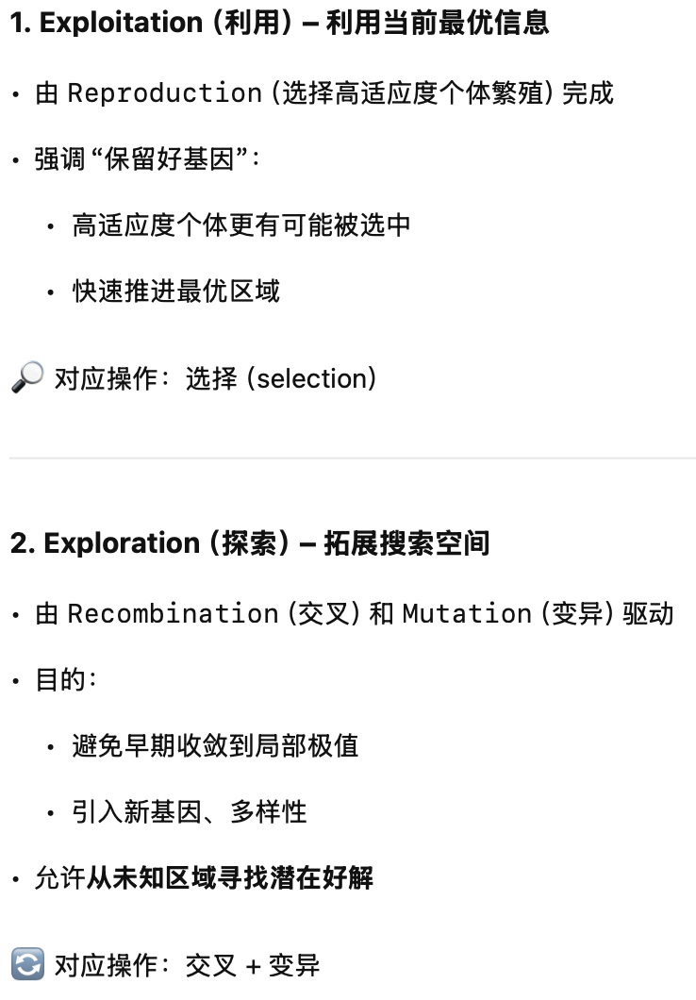 1. Exploitation（利用）– 利用当前最优信息
• 由 Reproduction（选择高适应度个体繁殖）完成
• 强调 “保留好基因”：
• 高适应度个体更有可能被选中
• 快速推进最优区域
🔎 对应操作：选择 (selection)
2. Exploration（探索）– 拓展搜索空间
• 由 Recombination（交叉）和 Mutation（变异）驱动
• 目的：
• 避免早期收敛到局部极值
• 引入新基因、多样性
• 允许从未知区域寻找潜在好解
🔄 对应操作：交叉 + 变异